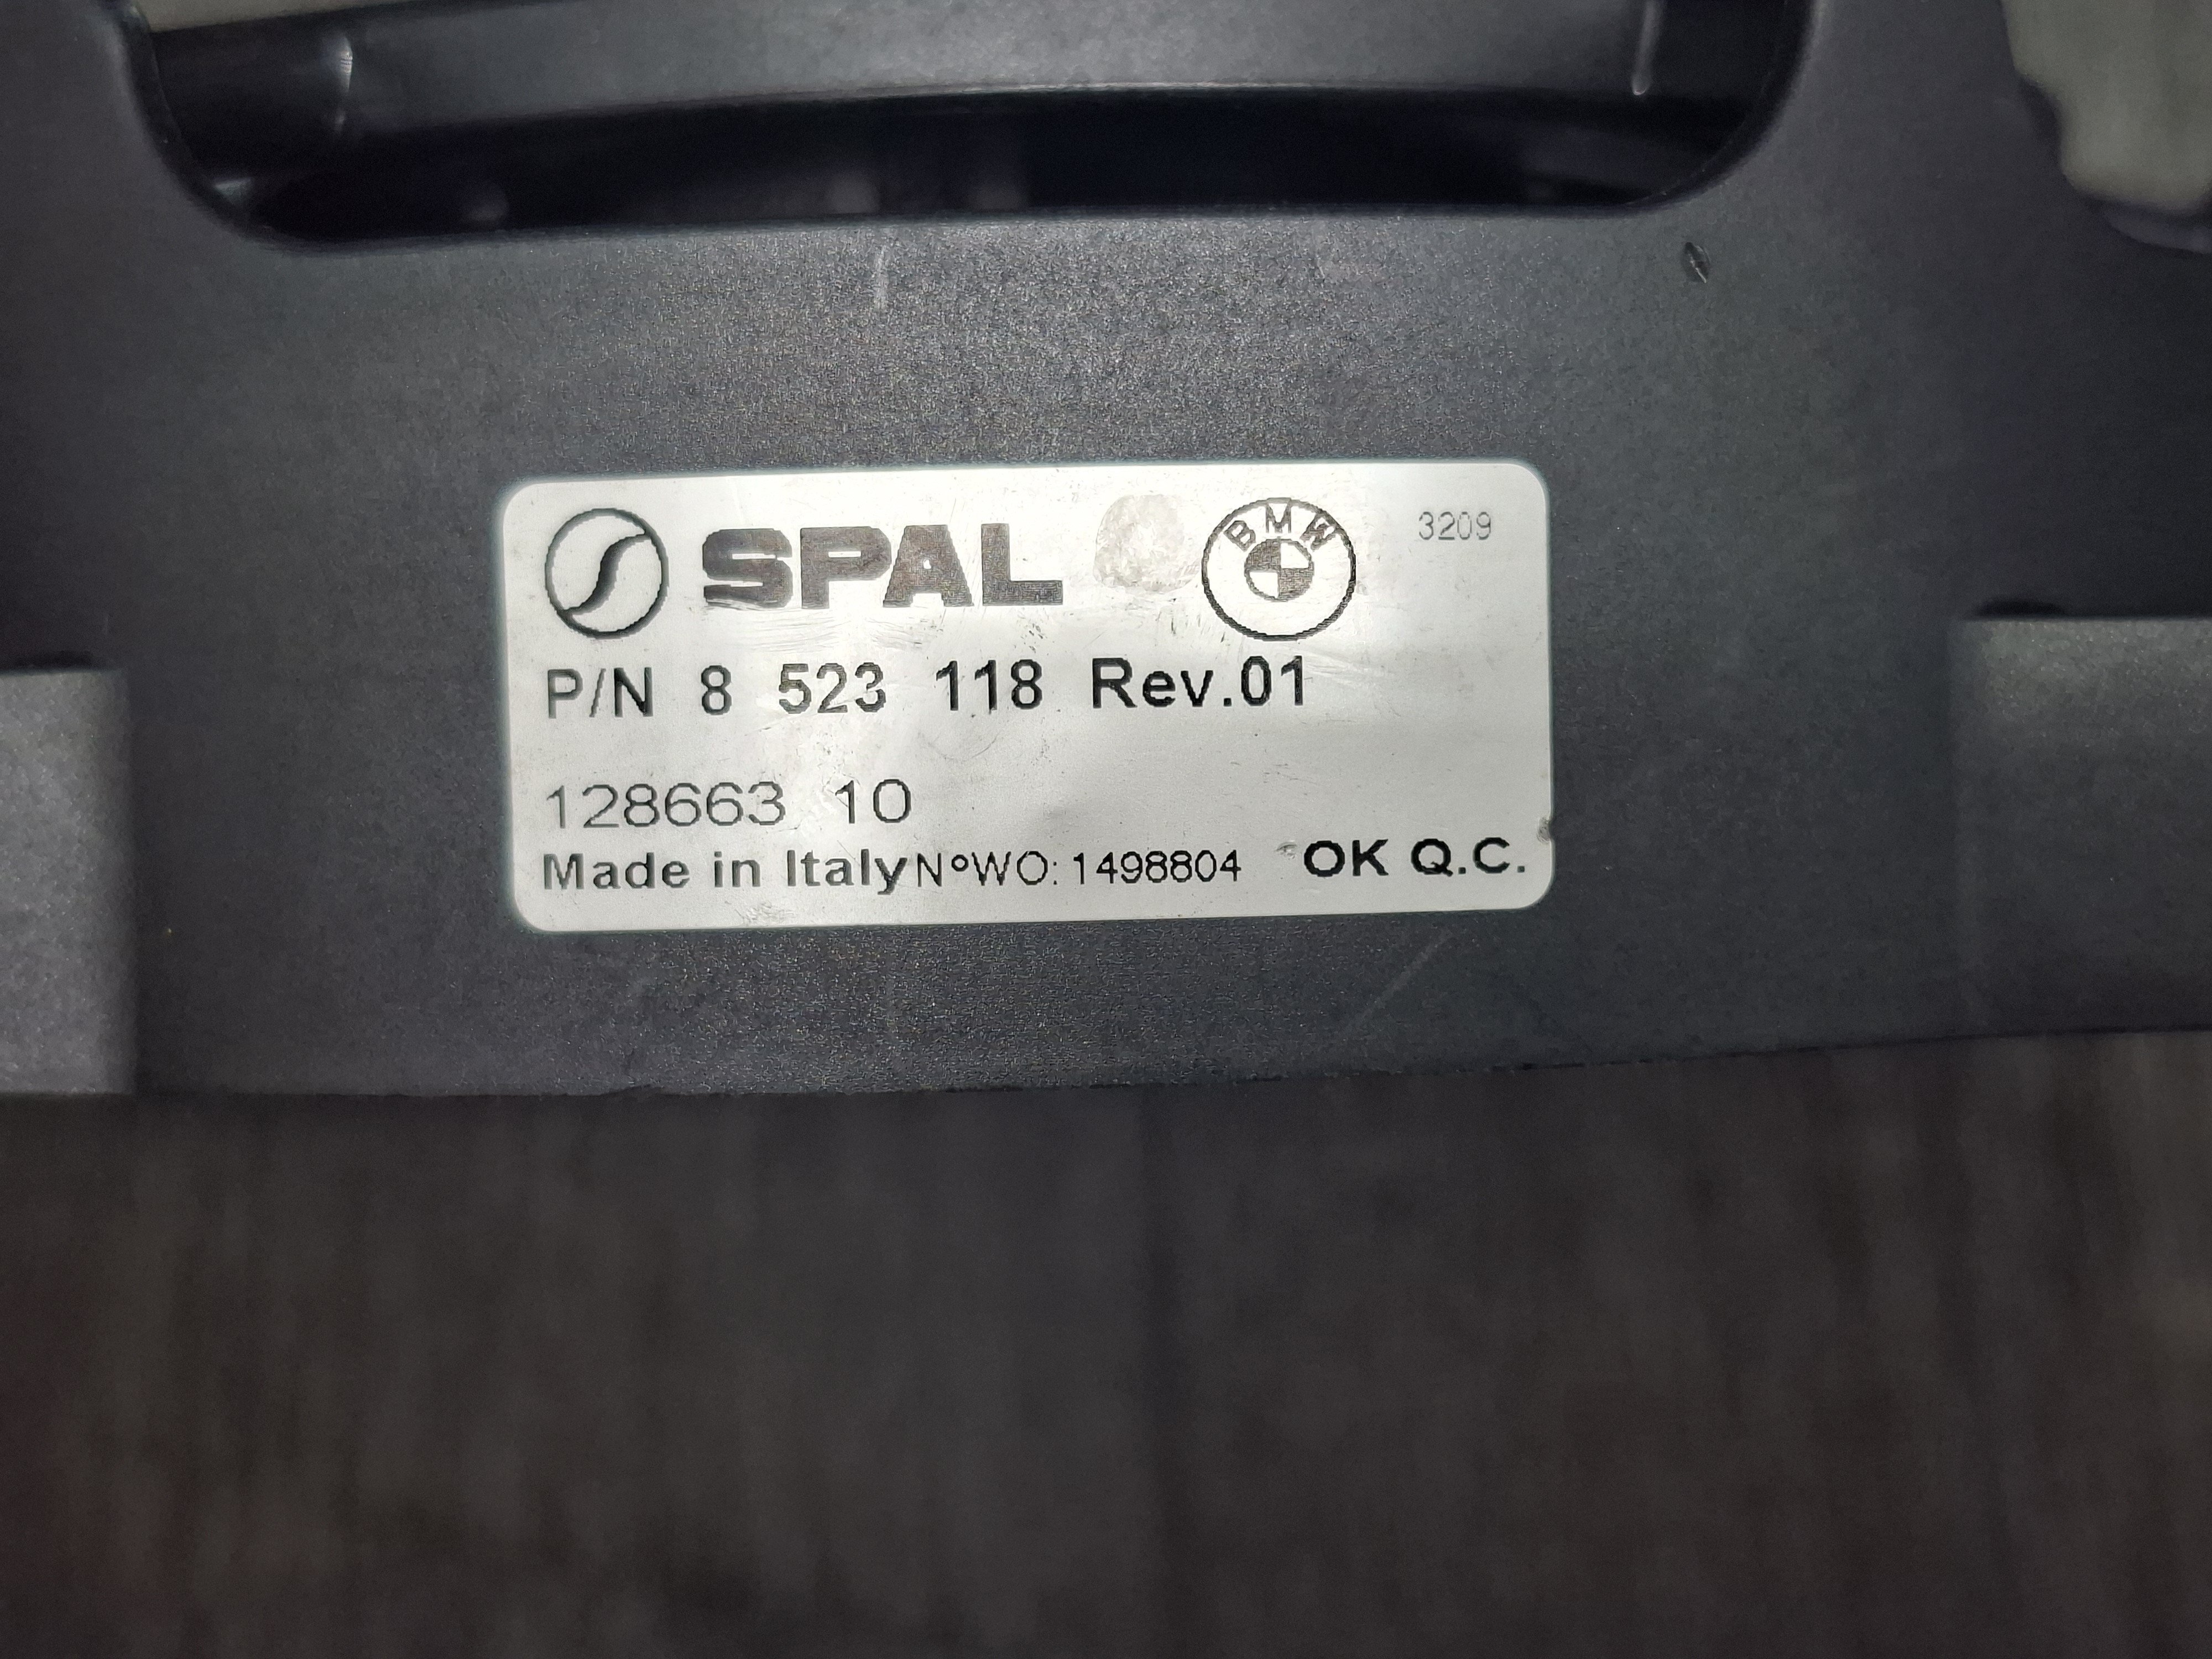 SPAL BMW 3209
P/N 8 523 118 Rev.01
128663 10
Made in Italy N°WO: 1498804 OK Q.C.